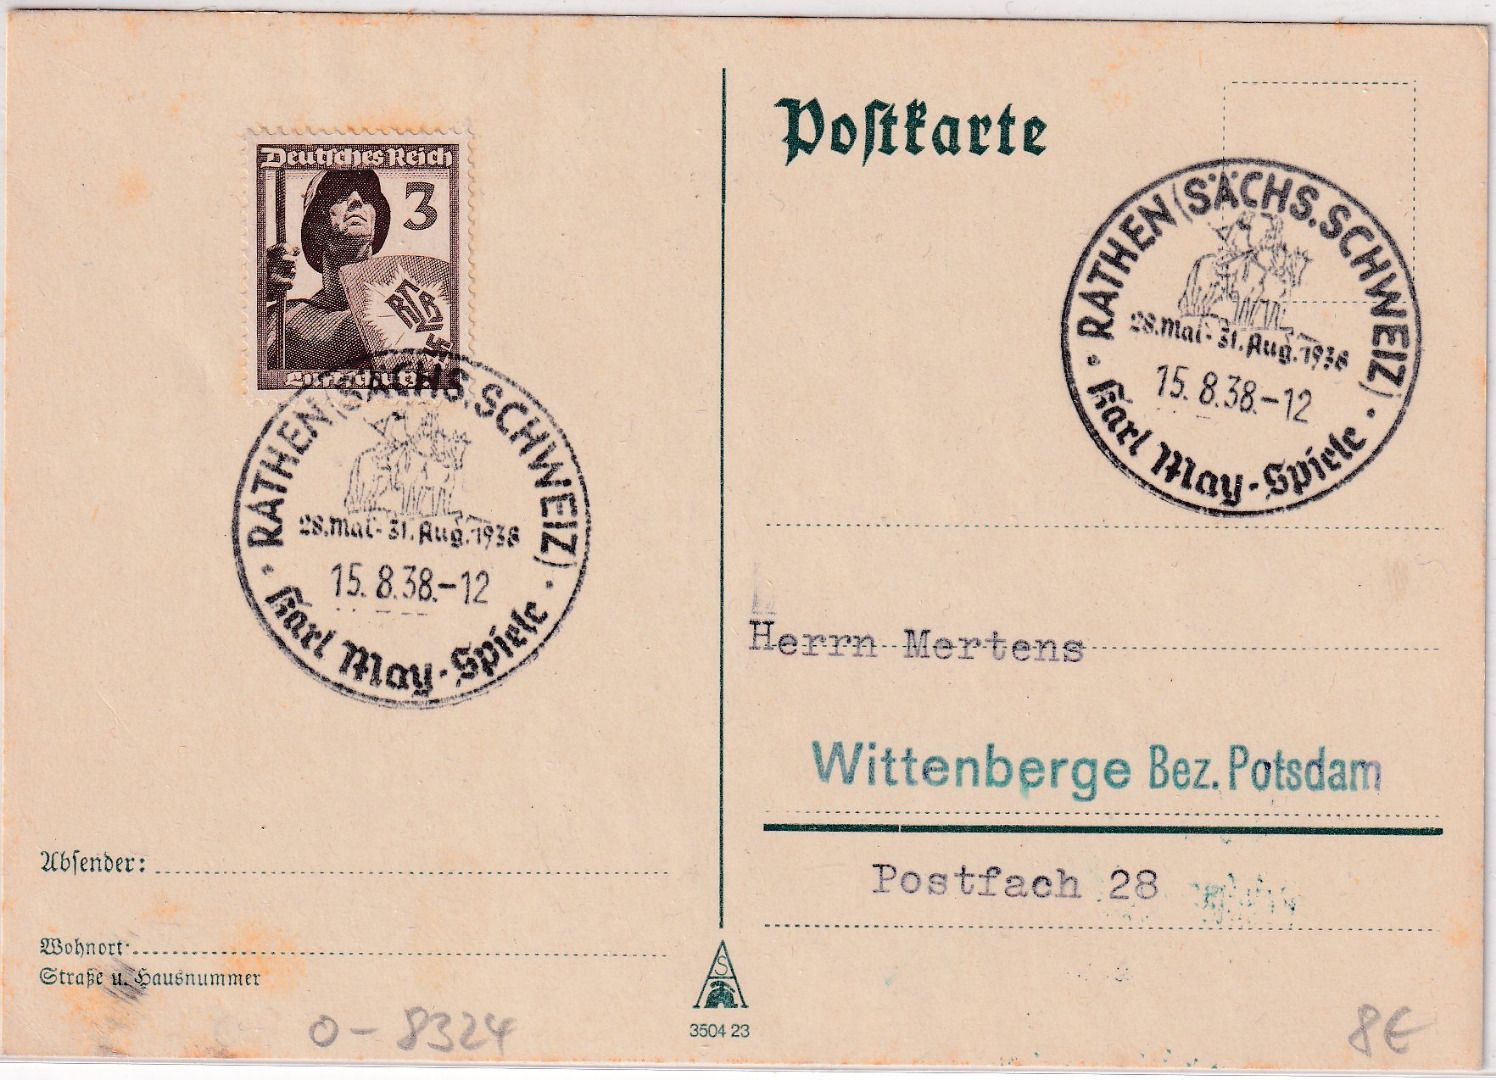 Postkarte
Deutsches Reich
3
RLB
Luftschutz
RATHEN (SÄCHS. SCHWEIZ)
28. Mai - 31. Aug. 1938
15. 8. 38. - 12
Karl May - Spiele
RATHEN (SÄCHS. SCHWEIZ)
28. Mai - 31. Aug. 1938
15. 8. 38. - 12
Karl May - Spiele
Herrn Mertens
Wittenberge Bez. Potsdam
Postfach 28
Absender:
Wohnort:
Straße u. Hausnummer
S
3504 23
0 - 8324
8€